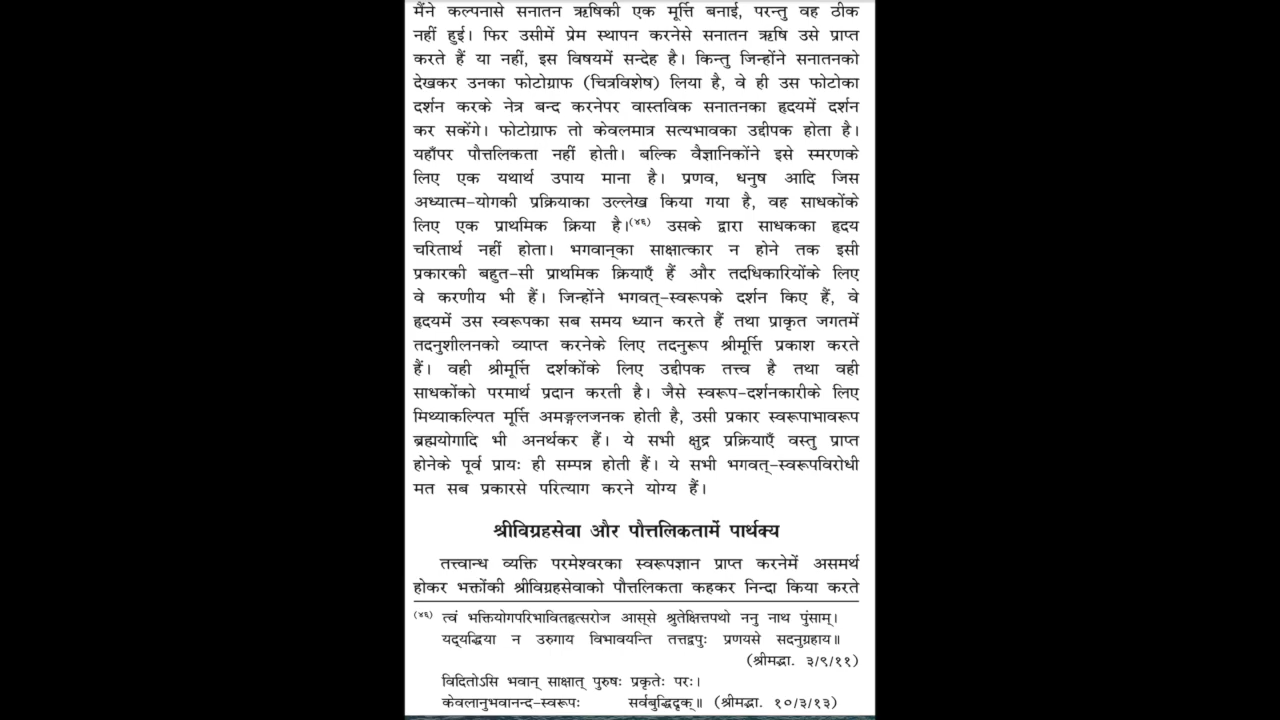 मैंने कल्पनासे सनातन ऋषिकी एक मूर्त्ति बनाई, परन्तु वह ठीक
नहीं हुई। फिर उसीमें प्रेम स्थापन करनेसे सनातन ऋषि उसे प्राप्त
करते हैं या नहीं, इस विषयमें सन्देह है। किन्तु जिन्होंने सनातनको
देखकर उनका फोटोग्राफ (चित्रविशेष) लिया है, वे ही उस फोटोका
दर्शन करके नेत्र बन्द करनेपर वास्तविक सनातनका हृदयमें दर्शन
कर सकेंगे। फोटोग्राफ तो केवलमात्र सत्यभावका उद्दीपक होता है।
यहाँपर पौत्तलिकता नहीं होती। बल्कि वैज्ञानिकोंने इसे स्मरणके
लिए एक यथार्थ उपाय माना है। प्रणव, धनुष आदि जिस
अध्यात्म-योगकी प्रक्रियाका उल्लेख किया गया है, वह साधकोंके
लिए एक प्राथमिक क्रिया है।(४६) उसके द्वारा साधकका हृदय
चरितार्थ नहीं होता। भगवान्‌का साक्षात्कार न होने तक इसी
प्रकारकी बहुत-सी प्राथमिक क्रियाएँ हैं और तदधिकारियोंके लिए
वे करणीय भी हैं। जिन्होंने भगवत्-स्वरूपके दर्शन किए हैं, वे
हृदयमें उस स्वरूपका सब समय ध्यान करते हैं तथा प्राकृत जगतमें
तदनुशीलनको व्याप्त करनेके लिए तदनुरूप श्रीमूर्त्ति प्रकाश करते
हैं। वही श्रीमूर्त्ति दर्शकोंके लिए उद्दीपक तत्त्व है तथा वही
साधकोंको परमार्थ प्रदान करती है। जैसे स्वरूप-दर्शनकारीके लिए
मिथ्याकल्पित मूर्त्ति अमङ्गलजनक होती है, उसी प्रकार स्वरूपाभावरूप
ब्रह्मयोगादि भी अनर्थकर हैं। ये सभी क्षुद्र प्रक्रियाएँ वस्तु प्राप्त
होनेके पूर्व प्रायः ही सम्पन्न होती हैं। ये सभी भगवत्-स्वरूपविरोधी
मत सब प्रकारसे परित्याग करने योग्य हैं।
श्रीविग्रहसेवा और पौत्तलिकतामें पार्थक्य
तत्त्वान्ध व्यक्ति परमेश्वरका स्वरूपज्ञान प्राप्त करनेमें असमर्थ
होकर भक्तोंकी श्रीविग्रहसेवाको पौत्तलिकता कहकर निन्दा किया करते
(४६) त्वं भक्तियोगपरिभावितहृत्सरोज आस्से श्रुतेक्षितपथो ननु नाथ पुंसाम्।
यद्यद्धिया न उरुगाय विभावयन्ति तत्तद्वपुः प्रणयसे सदनुग्रहाय॥
(श्रीमद्भा. ३/९/११)
विदितोऽसि भवान् साक्षात् पुरुषः प्रकृतेः परः।
केवलानुभवानन्द-स्वरूपः सर्वबुद्धिदृक्॥ (श्रीमद्भा. १०/३/१३)